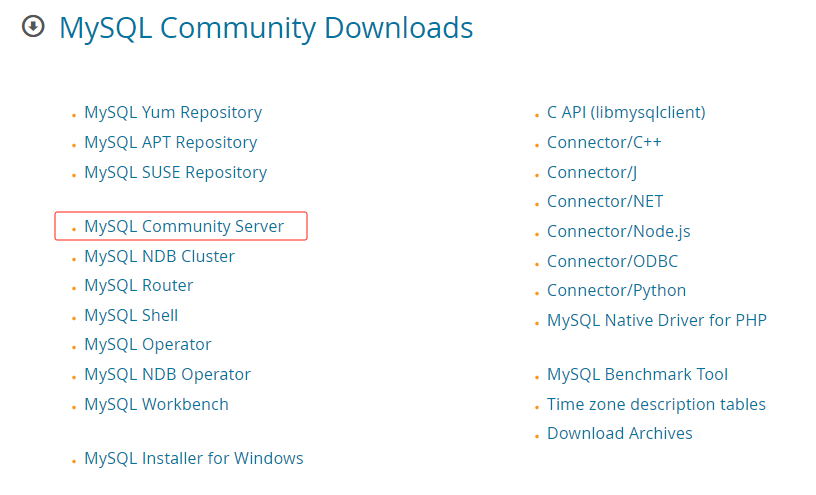 MySQL Community Downloads
MySQL Yum Repository
MySQL APT Repository
MySQL SUSE Repository
MySQL Community Server
MySQL NDB Cluster
MySQL Router
MySQL Shell
MySQL Operator
MySQL NDB Operator
MySQL Workbench
MySQL Installer for Windows
C API (libmysqlclient)
Connector/C++
Connector/J
Connector/NET
Connector/Node.js
Connector/ODBC
Connector/Python
MySQL Native Driver for PHP
MySQL Benchmark Tool
Time zone description tables
Download Archives